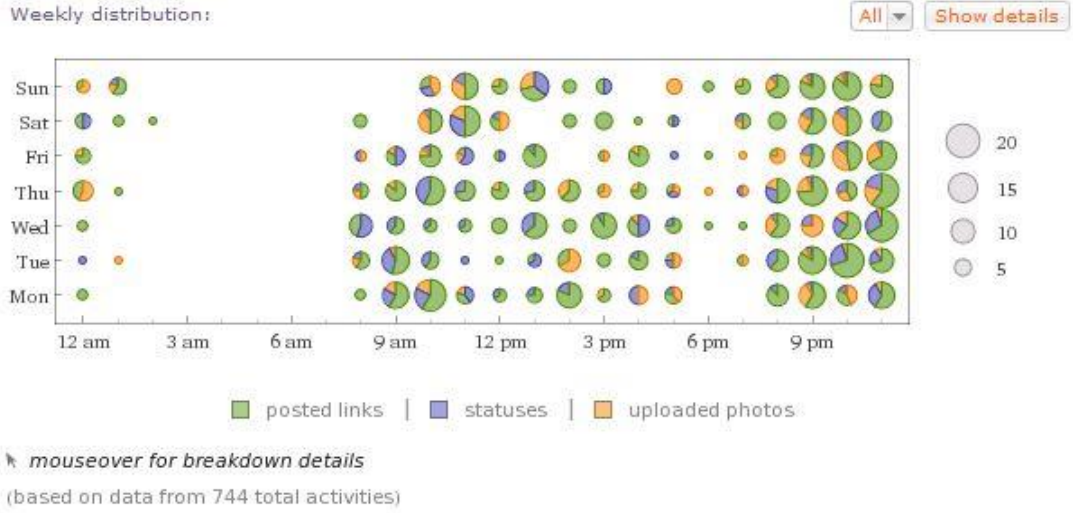 Weekly distribution:
All
Show details
Sun
Sat
Fri
Thu
Wed
Tue
Mon
12 am 3 am 6 am 9 am 12 pm 3 pm 6 pm 9 pm
20
15
10
5
posted links | statuses | uploaded photos
mouseover for breakdown details
(based on data from 744 total activities)